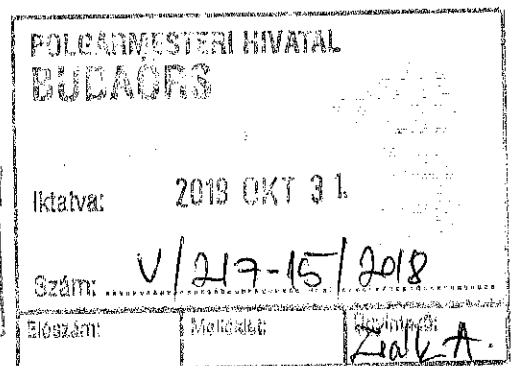 POLGÁRMESTERI HIVATAL
BUDAÖRS
Iktatva: 2018 OKT 31.
Szám: V/217-15/2018
Előszám: Melléklet: Ügyintéző: